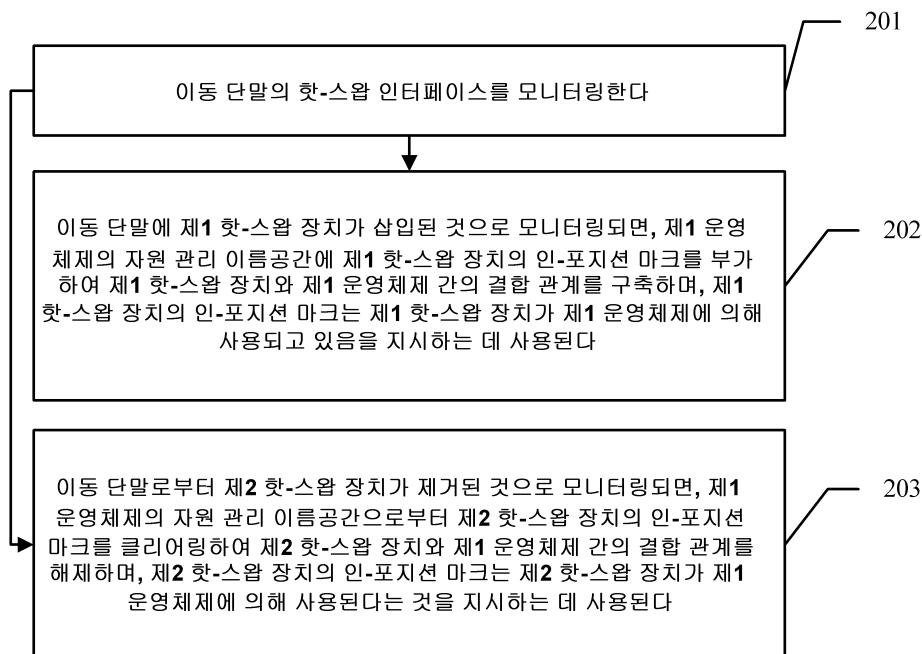 201
이동 단말의 핫-스왑 인터페이스를 모니터링한다
이동 단말에 제1 핫-스왑 장치가 삽입된 것으로 모니터링되면, 제1 운영
체제의 자원 관리 이름공간에 제1 핫-스왑 장치의 인-포지션 마크를 부가
하여 제1 핫-스왑 장치와 제1 운영체제 간의 결합 관계를 구축하며, 제1
핫-스왑 장치의 인-포지션 마크는 제1 핫-스왑 장치가 제1 운영체제에 의해
사용되고 있음을 지시하는 데 사용된다
202
이동 단말로부터 제2 핫-스왑 장치가 제거된 것으로 모니터링되면, 제1
운영체제의 자원 관리 이름공간으로부터 제2 핫-스왑 장치의 인-포지션
마크를 클리어링하여 제2 핫-스왑 장치와 제1 운영체제 간의 결합 관계를
해제하며, 제2 핫-스왑 장치의 인-포지션 마크는 제2 핫-스왑 장치가 제1
운영체제에 의해 사용된다는 것을 지시하는 데 사용된다
203